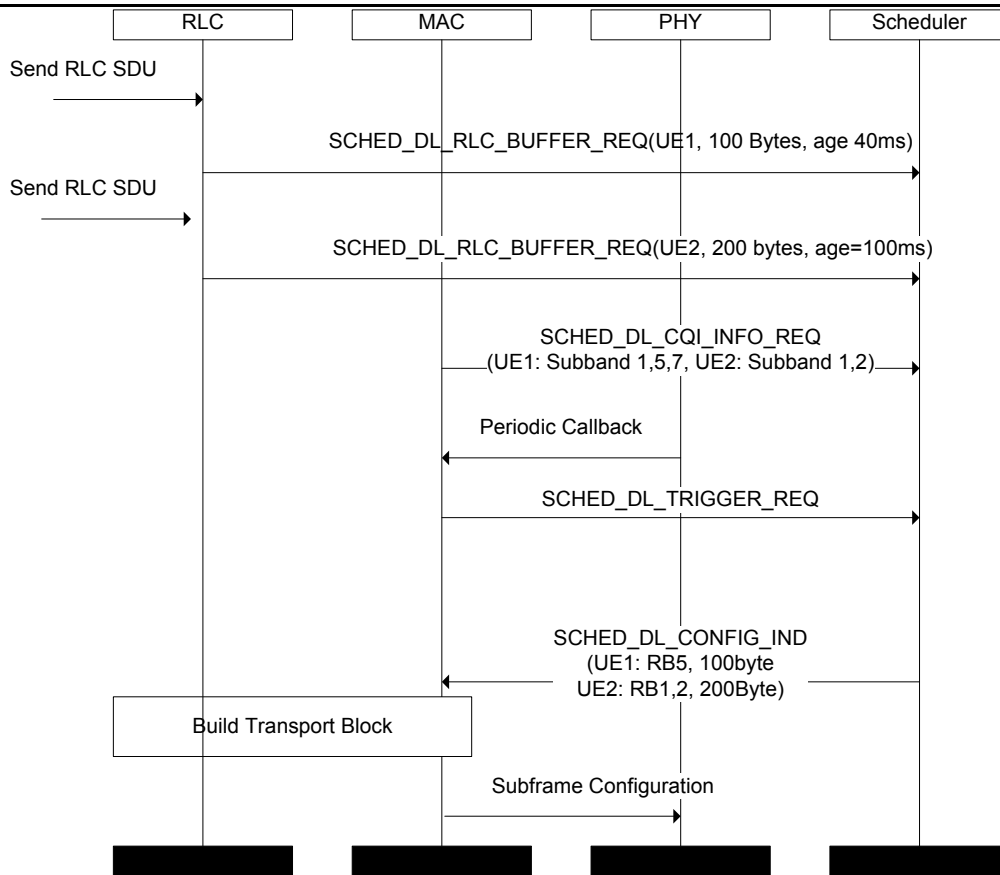 RLC
MAC
PHY
Scheduler
Send RLC SDU
SCHED_DL_RLC_BUFFER_REQ(UE1, 100 Bytes, age 40ms)
Send RLC SDU
SCHED_DL_RLC_BUFFER_REQ(UE2, 200 bytes, age=100ms)
SCHED_DL_CQI_INFO_REQ
(UE1: Subband 1,5,7, UE2: Subband 1,2)
Periodic Callback
SCHED_DL_TRIGGER_REQ
SCHED_DL_CONFIG_IND
(UE1: RB5, 100byte
UE2: RB1,2, 200Byte)
Build Transport Block
Subframe Configuration